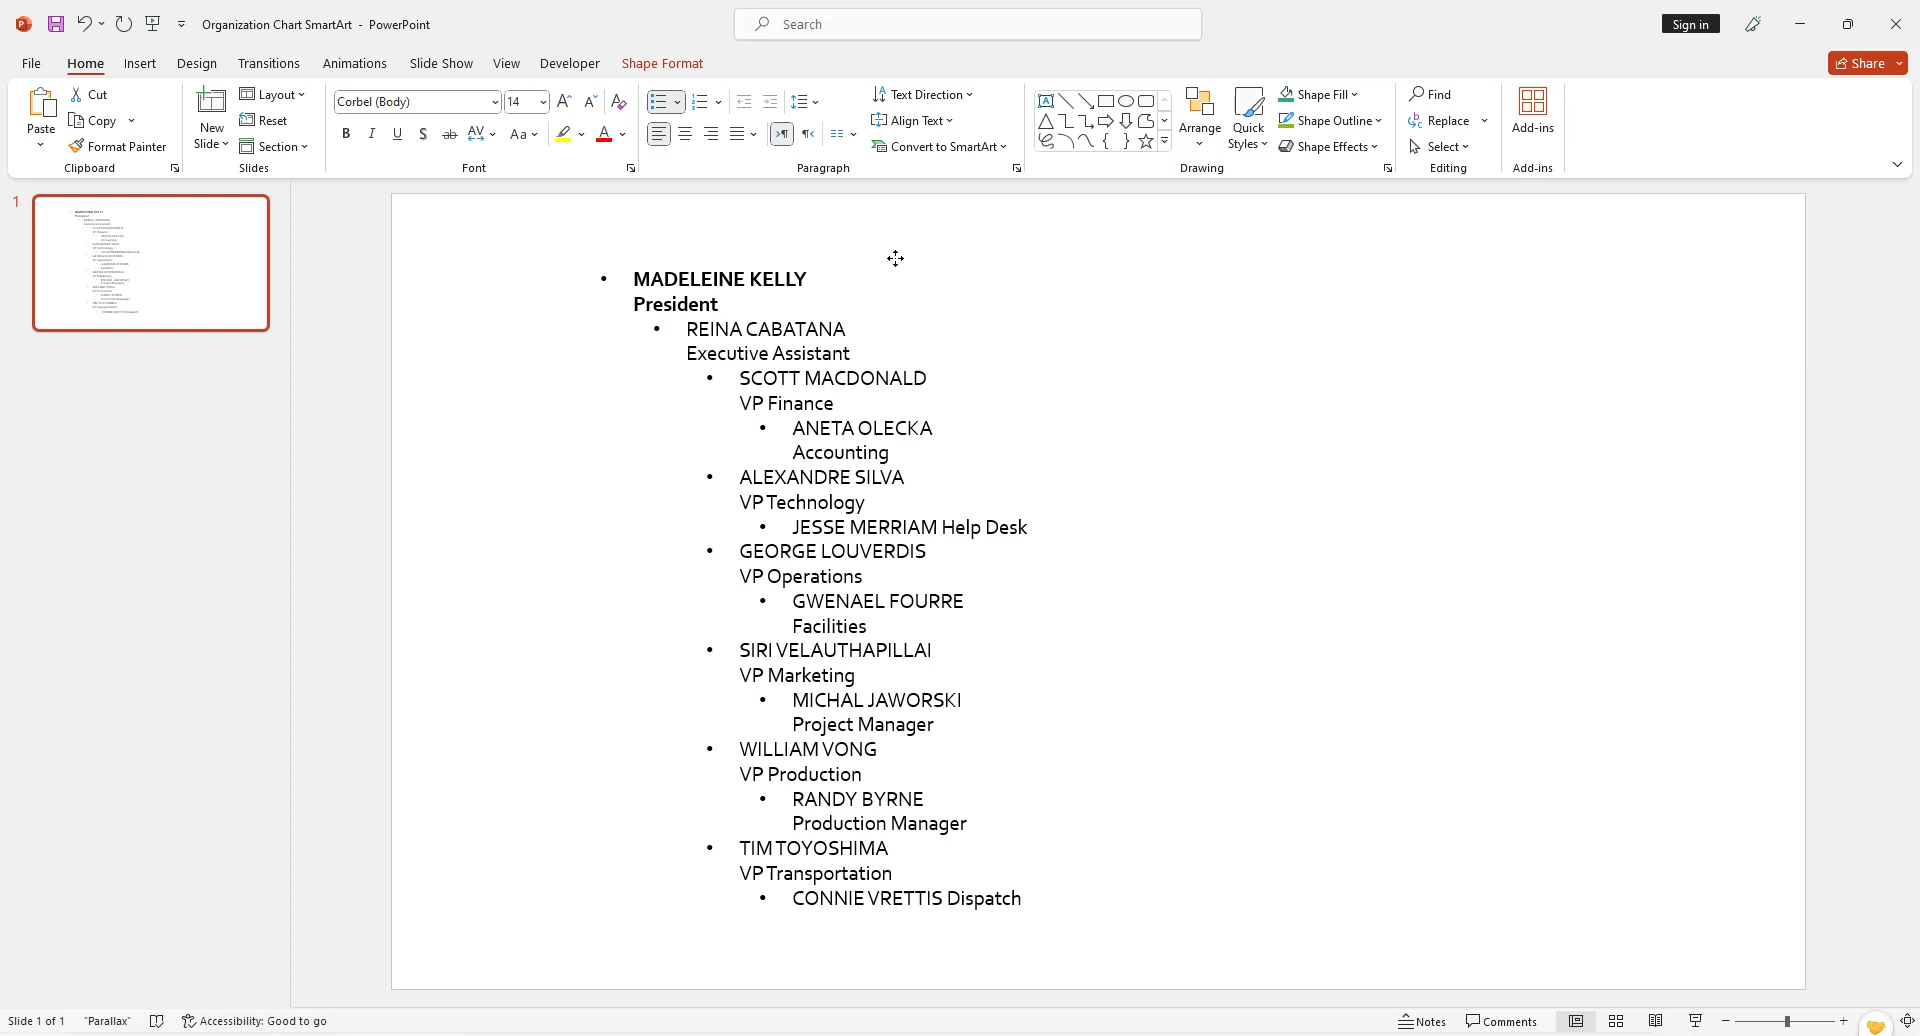 Organization Chart SmartArt - PowerPoint
Search
Sign in
File Home Insert Design Transitions Animations Slide Show View Developer Shape Format
Share
Paste
Cut
Copy
Format Painter
Clipboard
New Slide
Layout
Reset
Section
Slides
Corbel (Body) 14
B I U S ab AV Aa A
Font
Paragraph
Text Direction
Align Text
Convert to SmartArt
Arrange
Quick Styles
Shape Fill
Shape Outline
Shape Effects
Drawing
Find
Replace
Select
Editing
Add-ins
Add-ins
1
• MADELEINE KELLY
President
• REINA CABATANA
Executive Assistant
• SCOTT MACDONALD
VP Finance
• ANETA OLECKA
Accounting
• ALEXANDRE SILVA
VP Technology
• JESSE MERRIAM Help Desk
• GEORGE LOUVERDIS
VP Operations
• GWENAEL FOURRE
Facilities
• SIRI VELAUTHAPILLAI
VP Marketing
• MICHAL JAWORSKI
Project Manager
• WILLIAM VONG
VP Production
• RANDY BYRNE
Production Manager
• TIM TOYOSHIMA
VP Transportation
• CONNIE VRETTIS Dispatch
Slide 1 of 1 "Parallax" Accessibility: Good to go Notes Comments